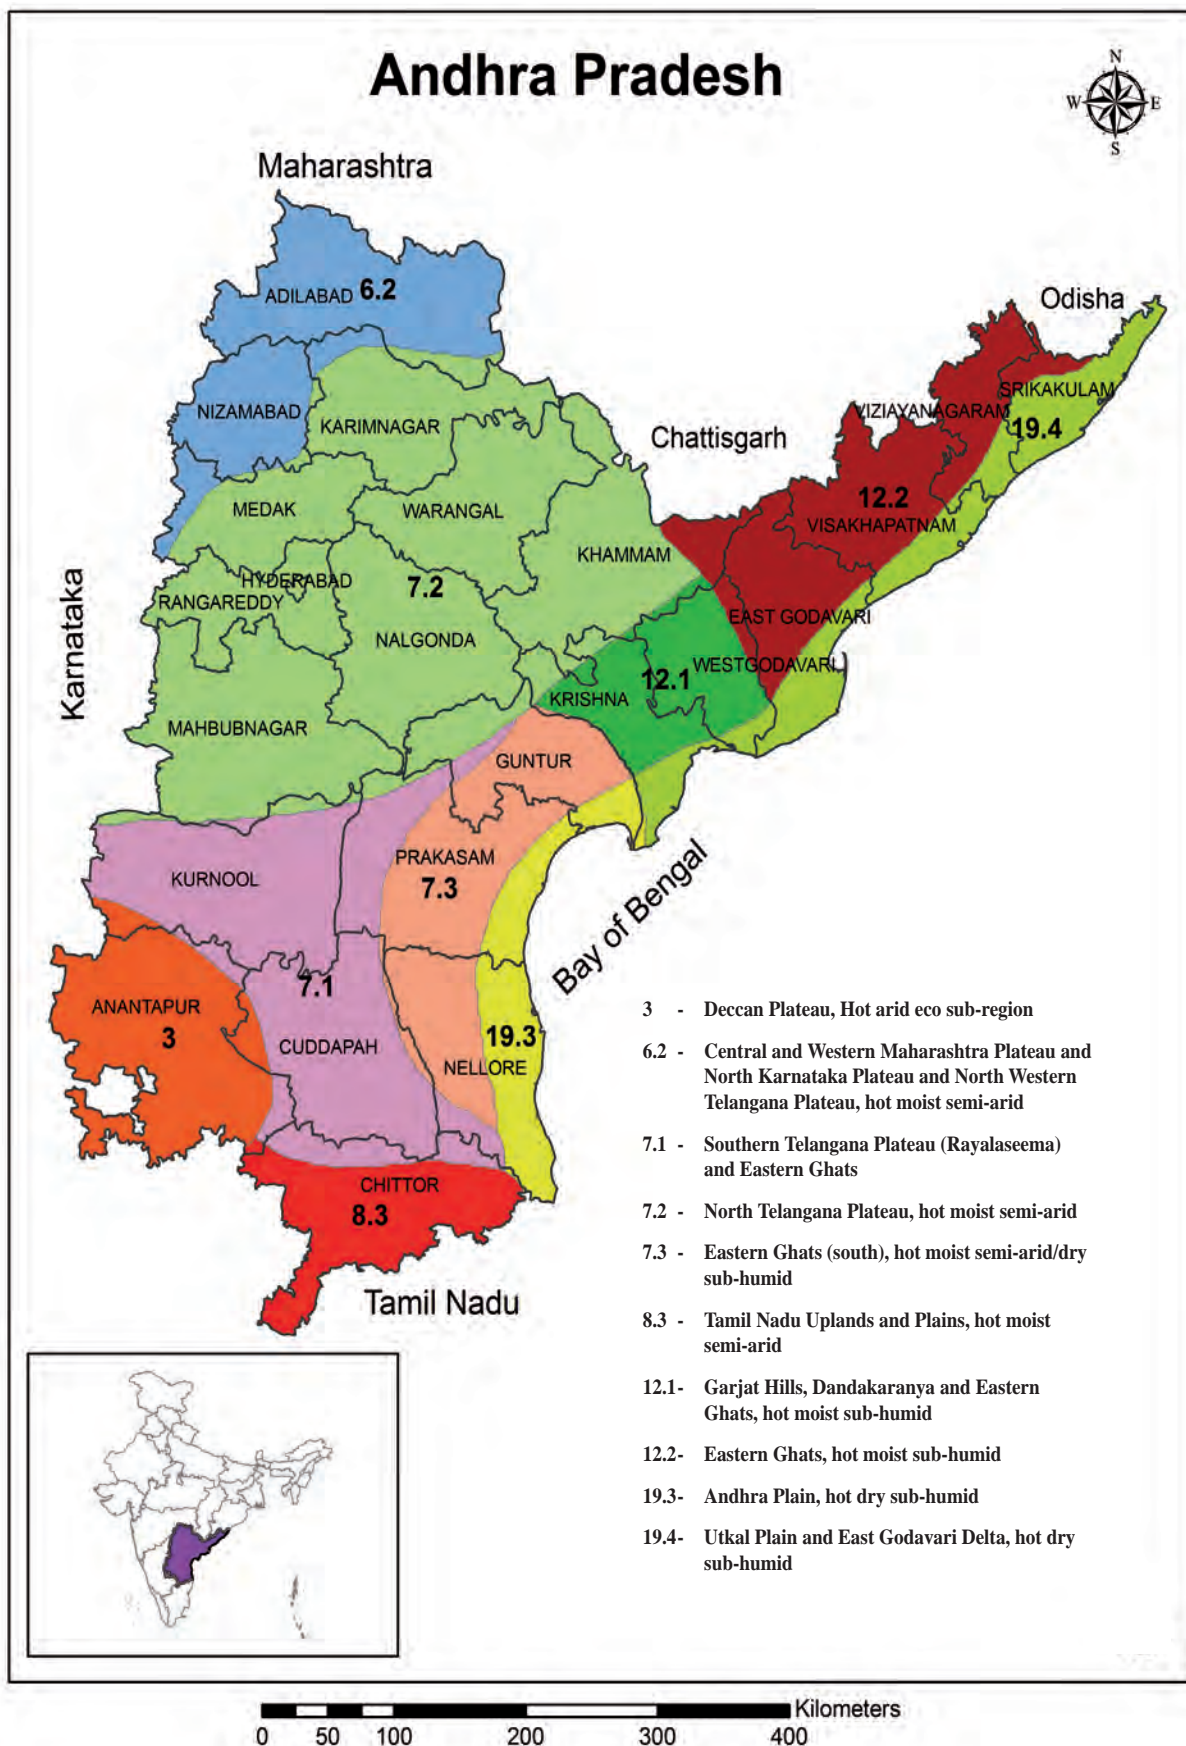 Andhra Pradesh
N
W E
S
Maharashtra
ADILABAD 6.2
Odisha
NIZAMABAD
KARIMNAGAR
SRIKAKULAM
VIZIAYANAGARAM
19.4
Chattisgarh
MEDAK
WARANGAL
12.2
VISAKHAPATNAM
KHAMMAM
HYDERABAD
7.2
RANGAREDDY
Karnataka
NALGONDA
EAST GODAVARI
WESTGODAVARI
12.1
KRISHNA
MAHBUBNAGAR
GUNTUR
PRAKASAM
7.3
KURNOOL
Bay of Bengal
ANANTAPUR
3
7.1
CUDDAPAH
19.3
NELLORE
CHITTOR
8.3
Tamil Nadu
3 - Deccan Plateau, Hot arid eco sub-region
6.2 - Central and Western Maharashtra Plateau and
North Karnataka Plateau and North Western
Telangana Plateau, hot moist semi-arid
7.1 - Southern Telangana Plateau (Rayalaseema)
and Eastern Ghats
7.2 - North Telangana Plateau, hot moist semi-arid
7.3 - Eastern Ghats (south), hot moist semi-arid/dry
sub-humid
8.3 - Tamil Nadu Uplands and Plains, hot moist
semi-arid
12.1- Garjat Hills, Dandakaranya and Eastern
Ghats, hot moist sub-humid
12.2- Eastern Ghats, hot moist sub-humid
19.3- Andhra Plain, hot dry sub-humid
19.4- Utkal Plain and East Godavari Delta, hot dry
sub-humid
Kilometers
0 50 100 200 300 400